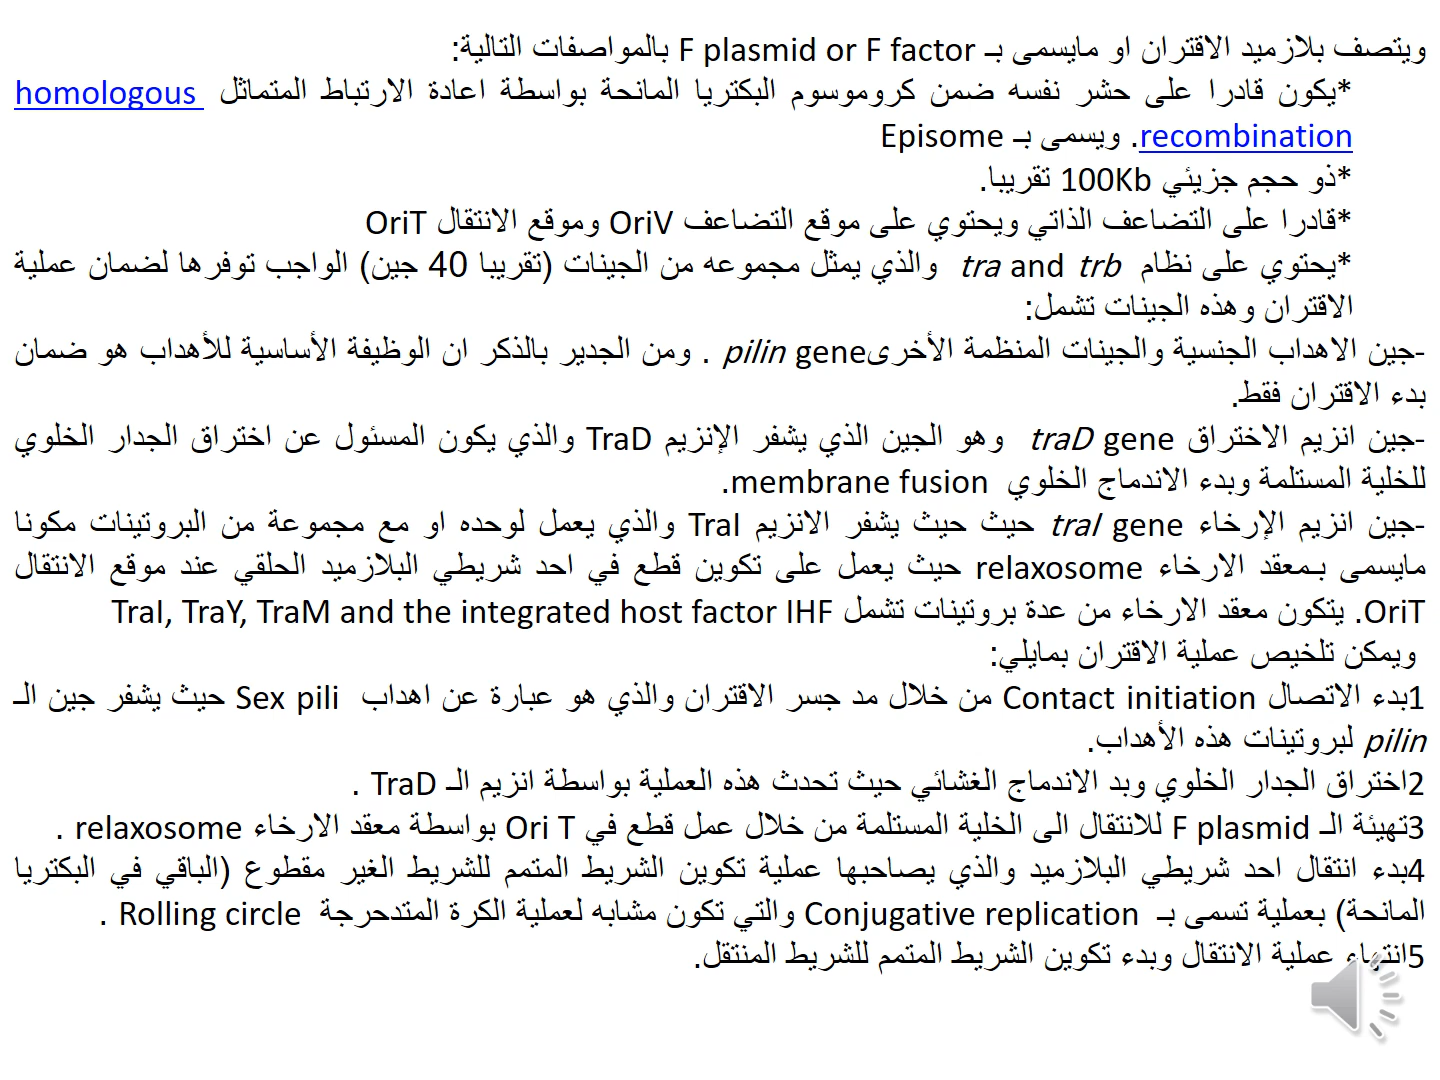 ويتصف بلازميد الاقتران او مايسمى بـ F plasmid or F factor بالمواصفات التالية:
*يكون قادرا على حشر نفسه ضمن كروموسوم البكتريا المانحة بواسطة اعادة الارتباط المتماثل homologous
recombination. ويسمى بـ Episome
*ذو حجم جزيئي 100Kb تقريبا.
*قادرا على التضاعف الذاتي ويحتوي على موقع التضاعف OriV وموقع الانتقال OriT
*يحتوي على نظام tra and trb والذي يمثل مجموعه من الجينات (تقريبا 40 جين) الواجب توفرها لضمان عملية
الاقتران وهذه الجينات تشمل:
-جين الاهداب الجنسية والجينات المنظمة الأخرىpilin gene . ومن الجدير بالذكر ان الوظيفة الأساسية للأهداب هو ضمان
بدء الاقتران فقط.
-جين انزيم الاختراق traD gene وهو الجين الذي يشفر الإنزيم TraD والذي يكون المسئول عن اختراق الجدار الخلوي
للخلية المستلمة وبدء الاندماج الخلوي membrane fusion.
-جين انزيم الإرخاء traI gene حيث حيث يشفر الانزيم TraI والذي يعمل لوحده او مع مجموعة من البروتينات مكونا
مايسمى بـمعقد الارخاء relaxosome حيث يعمل على تكوين قطع في احد شريطي البلازميد الحلقي عند موقع الانتقال
OriT. يتكون معقد الارخاء من عدة بروتينات تشمل TraI, TraY, TraM and the integrated host factor IHF
ويمكن تلخيص عملية الاقتران بمايلي:
1بدء الاتصال Contact initiation من خلال مد جسر الاقتران والذي هو عبارة عن اهداب Sex pili حيث يشفر جين الـ
pilin لبروتينات هذه الأهداب.
2اختراق الجدار الخلوي وبد الاندماج الغشائي حيث تحدث هذه العملية بواسطة انزيم الـ TraD .
3تهيئة الـ F plasmid للانتقال الى الخلية المستلمة من خلال عمل قطع في Ori T بواسطة معقد الارخاء relaxosome .
4بدء انتقال احد شريطي البلازميد والذي يصاحبها عملية تكوين الشريط المتمم للشريط الغير مقطوع (الباقي في البكتريا
المانحة) بعملية تسمى بـ Conjugative replication والتي تكون مشابه لعملية الكرة المتدحرجة Rolling circle .
5انتهاء عملية الانتقال وبدء تكوين الشريط المتمم للشريط المنتقل.